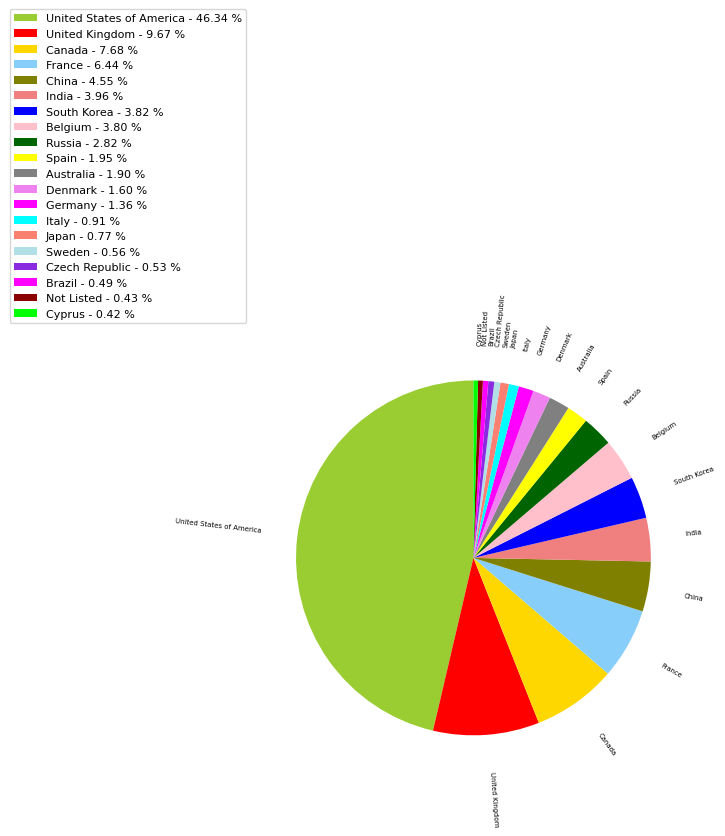 United States of America - 46.34 %
United Kingdom - 9.67 %
Canada - 7.68 %
France - 6.44 %
China - 4.55 %
India - 3.96 %
South Korea - 3.82 %
Belgium - 3.80 %
Russia - 2.82 %
Spain - 1.95 %
Australia - 1.90 %
Denmark - 1.60 %
Germany - 1.36 %
Italy - 0.91 %
Japan - 0.77 %
Sweden - 0.56 %
Czech Republic - 0.53 %
Brazil - 0.49 %
Not Listed - 0.43 %
Cyprus - 0.42 %
Cyprus
Not Listed
Brazil
Czech Republic
Sweden
Japan
Italy
Germany
Denmark
Australia
Spain
Russia
Belgium
South Korea
India
China
France
Canada
United Kingdom
United States of America